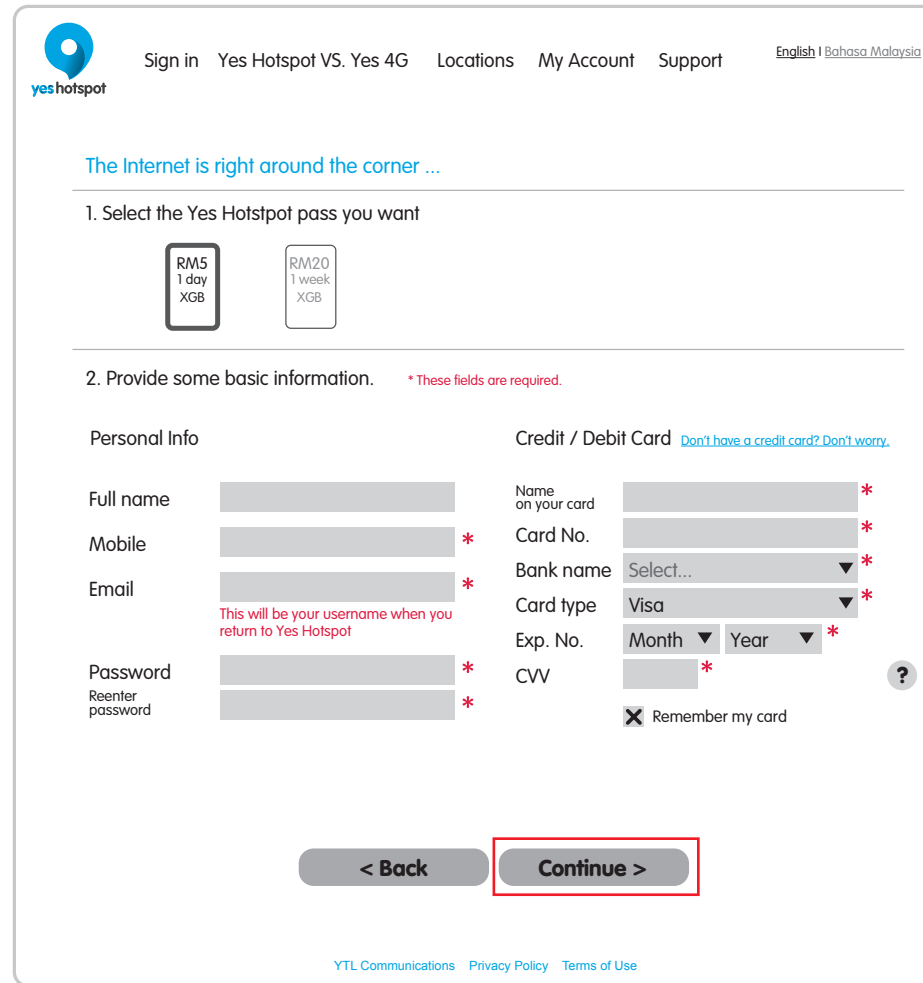 yes hotspot
Sign in Yes Hotspot VS. Yes 4G Locations My Account Support
English I Bahasa Malaysia
The Internet is right around the corner ...
1. Select the Yes Hotstpot pass you want
RM5
1 day
XGB
RM20
1 week
XGB
2. Provide some basic information. * These fields are required.
Personal Info
Full name
Mobile *
Email *
This will be your username when you
return to Yes Hotspot
Password *
Reenter
password *
Credit / Debit Card Don't have a credit card? Don't worry.
Name
on your card *
Card No. *
Bank name Select... ▼ *
Card type Visa ▼ *
Exp. No. Month ▼ Year ▼ *
CVV * ?
Remember my card
< Back
Continue >
YTL Communications Privacy Policy Terms of Use